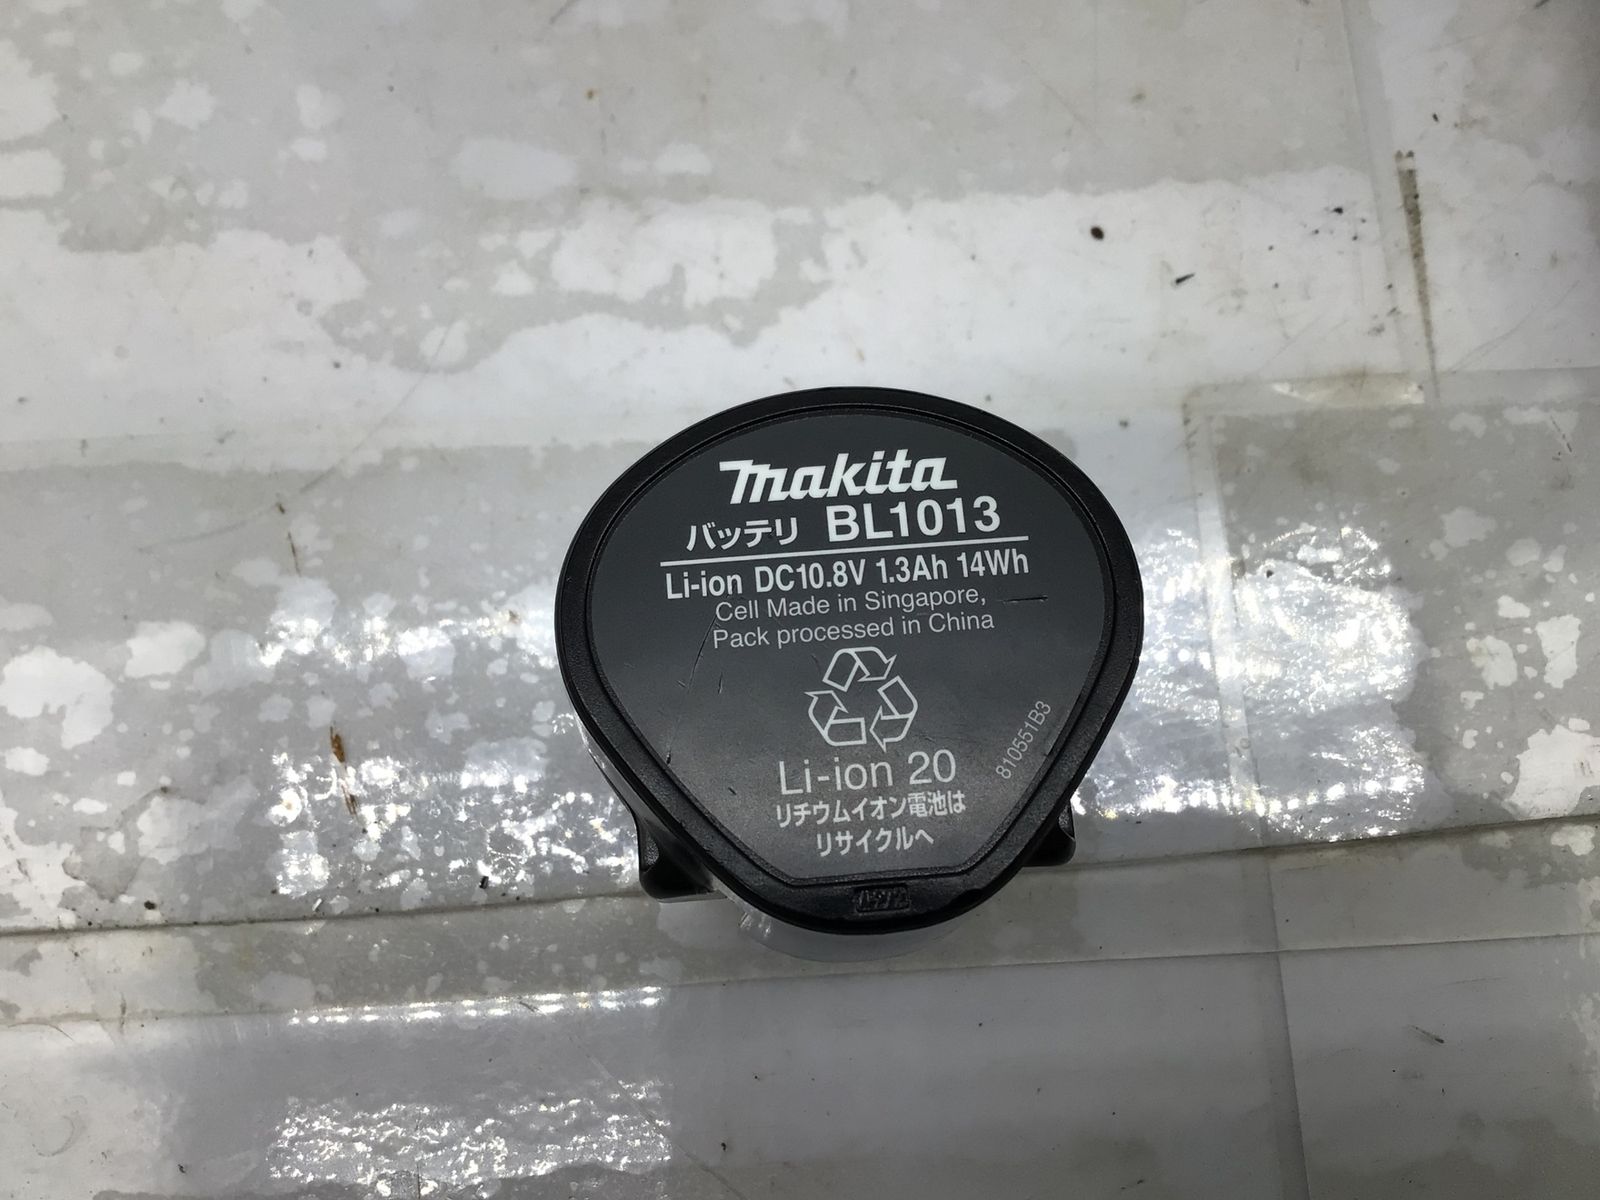 makita
バッテリ BL1013
Li-ion DC10.8V 1.3Ah 14Wh
Cell Made in Singapore,
Pack processed in China
Li-ion 20
810551B3
リチウムイオン電池は
リサイクルへ